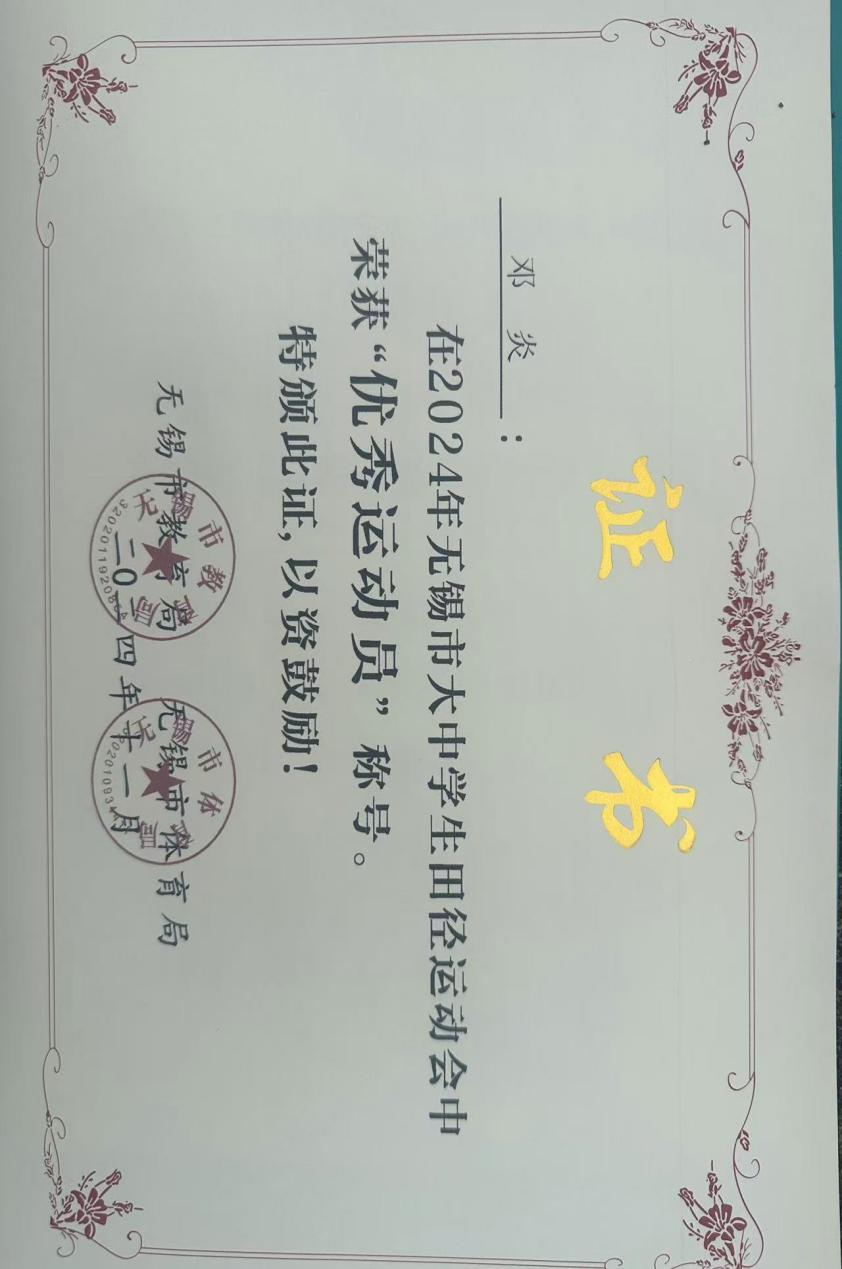 证书
邓炎：
在2024年无锡市大中学生田径运动会中
荣获“优秀运动员”称号。
特颁此证，以资鼓励！
无锡市教育局 无锡市体育局
二〇二四年十一月